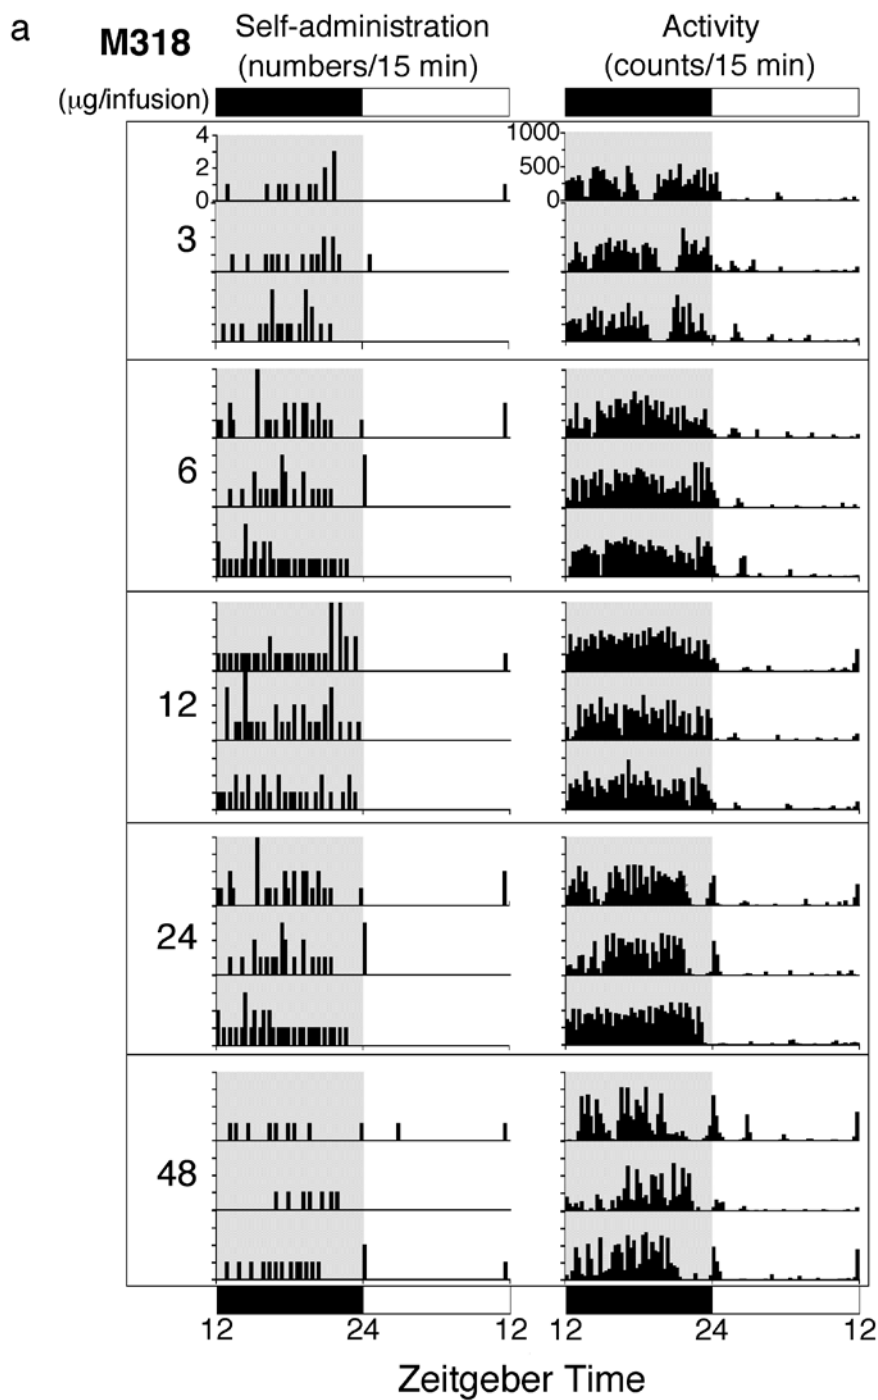 a
M318
Self-administration
(numbers/15 min)
Activity
(counts/15 min)
(μg/infusion)
4
2
0
1000
500
0
3
6
12
24
48
12 24 12 12 24 12
Zeitgeber Time